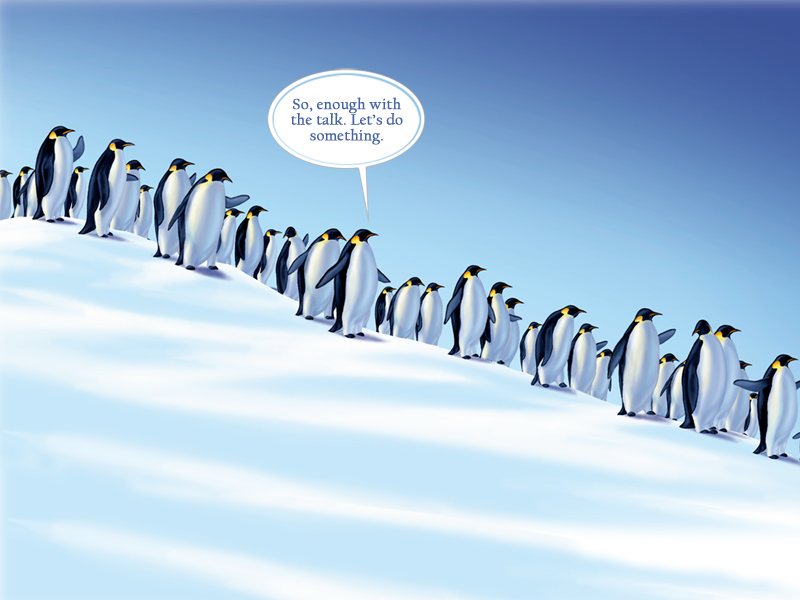 So, enough with
the talk. Let's do
something.